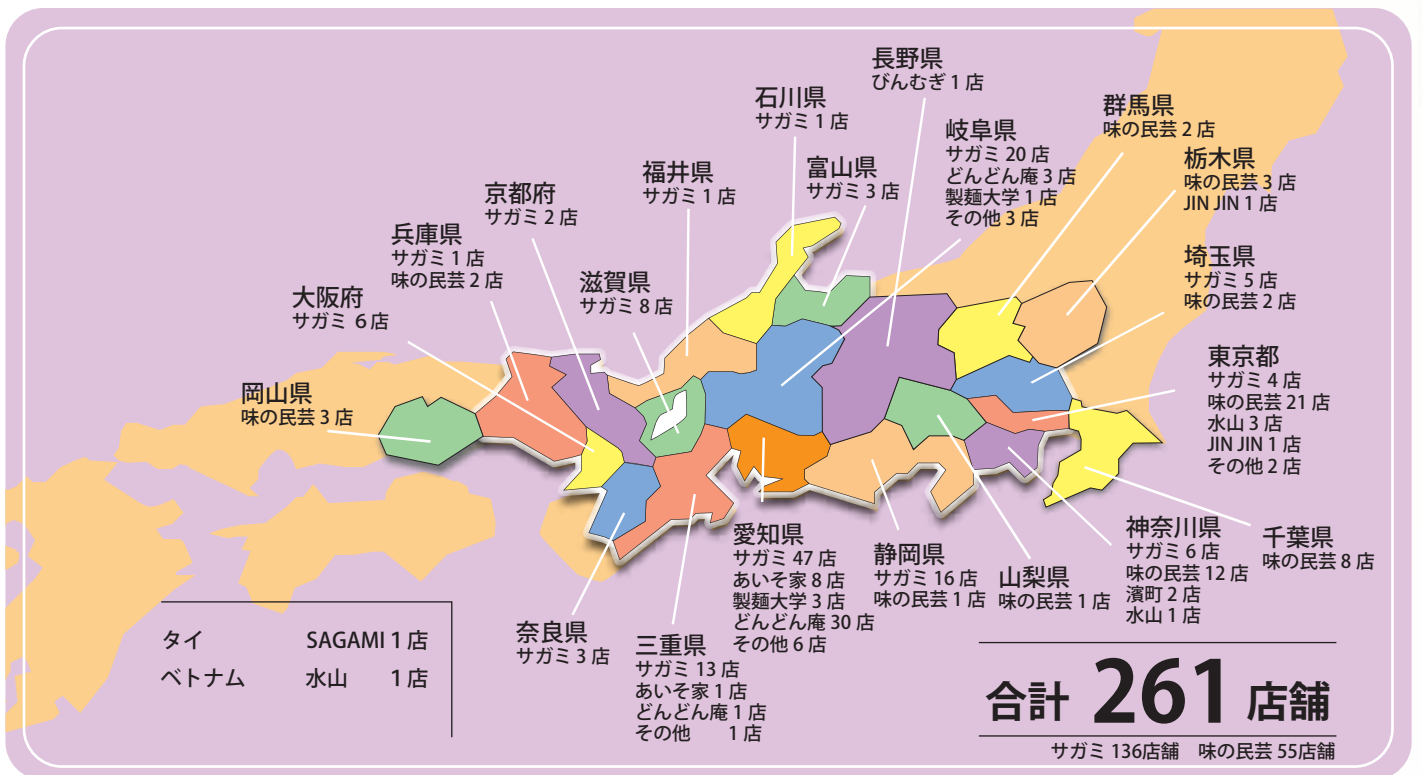 長野県
びんむぎ 1 店
石川県
サガミ 1 店
群馬県
味の民芸 2 店
岐阜県
サガミ 20 店
どんどん庵 3 店
製麺大学 1 店
その他 3 店
栃木県
味の民芸 3 店
JIN JIN 1 店
富山県
サガミ 3 店
福井県
サガミ 1 店
京都府
サガミ 2 店
兵庫県
サガミ 1 店
味の民芸 2 店
埼玉県
サガミ 5 店
味の民芸 2 店
滋賀県
サガミ 8 店
大阪府
サガミ 6 店
東京都
サガミ 4 店
味の民芸 21 店
水山 3 店
JIN JIN 1 店
その他 2 店
岡山県
味の民芸 3 店
愛知県
サガミ 47 店
あいそ家 8 店
製麺大学 3 店
どんどん庵 30 店
その他 6 店
静岡県
サガミ 16 店
味の民芸 1 店
山梨県
味の民芸 1 店
神奈川県
サガミ 6 店
味の民芸 12 店
濱町 2 店
水山 1 店
千葉県
味の民芸 8 店
奈良県
サガミ 3 店
三重県
サガミ 13 店
あいそ家 1 店
どんどん庵 1 店
その他 1 店
タイ SAGAMI 1 店
ベトナム 水山 1 店
合計 261 店舗
サガミ 136店舗 味の民芸 55店舗